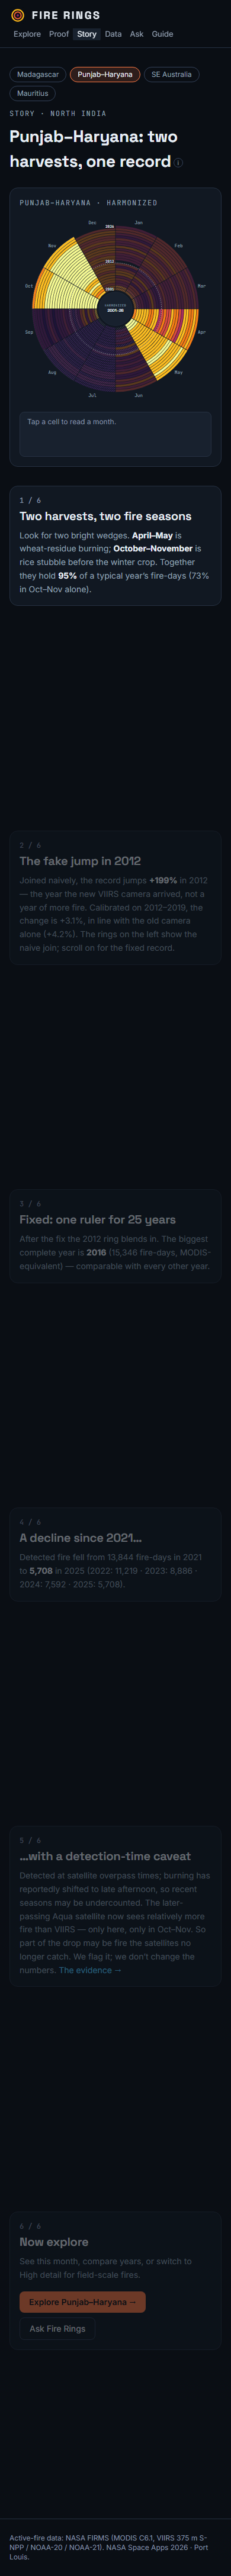 FIRE RINGS
Explore Proof Story Data Ask Guide
Madagascar Punjab–Haryana SE Australia
Mauritius
STORY · NORTH INDIA
Punjab–Haryana: two
harvests, one record
PUNJAB–HARYANA · HARMONIZED
Dec 2026 Jan
Nov 2012 Feb
Oct 2001 Mar
HARMONIZED
2001–26
Sep Apr
Aug May
Jul Jun
Tap a cell to read a month.
1 / 6
Two harvests, two fire seasons
Look for two bright wedges. April–May is
wheat-residue burning; October–November is
rice stubble before the winter crop. Together
they hold 95% of a typical year's fire-days (73%
in Oct–Nov alone).
2 / 6
The fake jump in 2012
Joined naively, the record jumps +199% in 2012
— the year the new VIIRS camera arrived, not a
year of more fire. Calibrated on 2012–2019, the
change is +3.1%, in line with the old camera
alone (+4.2%). The rings on the left show the
naive join; scroll on for the fixed record.
3 / 6
Fixed: one ruler for 25 years
After the fix the 2012 ring blends in. The biggest
complete year is 2016 (15,346 fire-days, MODIS-
equivalent) — comparable with every other year.
4 / 6
A decline since 2021…
Detected fire fell from 13,844 fire-days in 2021
to 5,708 in 2025 (2022: 11,219 · 2023: 8,886 ·
2024: 7,592 · 2025: 5,708).
5 / 6
…with a detection-time caveat
Detected at satellite overpass times; burning has
reportedly shifted to late afternoon, so recent
seasons may be undercounted. The later-
passing Aqua satellite now sees relatively more
fire than VIIRS — only here, only in Oct–Nov. So
part of the drop may be fire the satellites no
longer catch. We flag it; we don't change the
numbers. The evidence →
6 / 6
Now explore
See this month, compare years, or switch to
High detail for field-scale fires.
Explore Punjab–Haryana →
Ask Fire Rings
Active-fire data: NASA FIRMS (MODIS C6.1, VIIRS 375 m S-
NPP / NOAA-20 / NOAA-21). NASA Space Apps 2026 · Port
Louis.